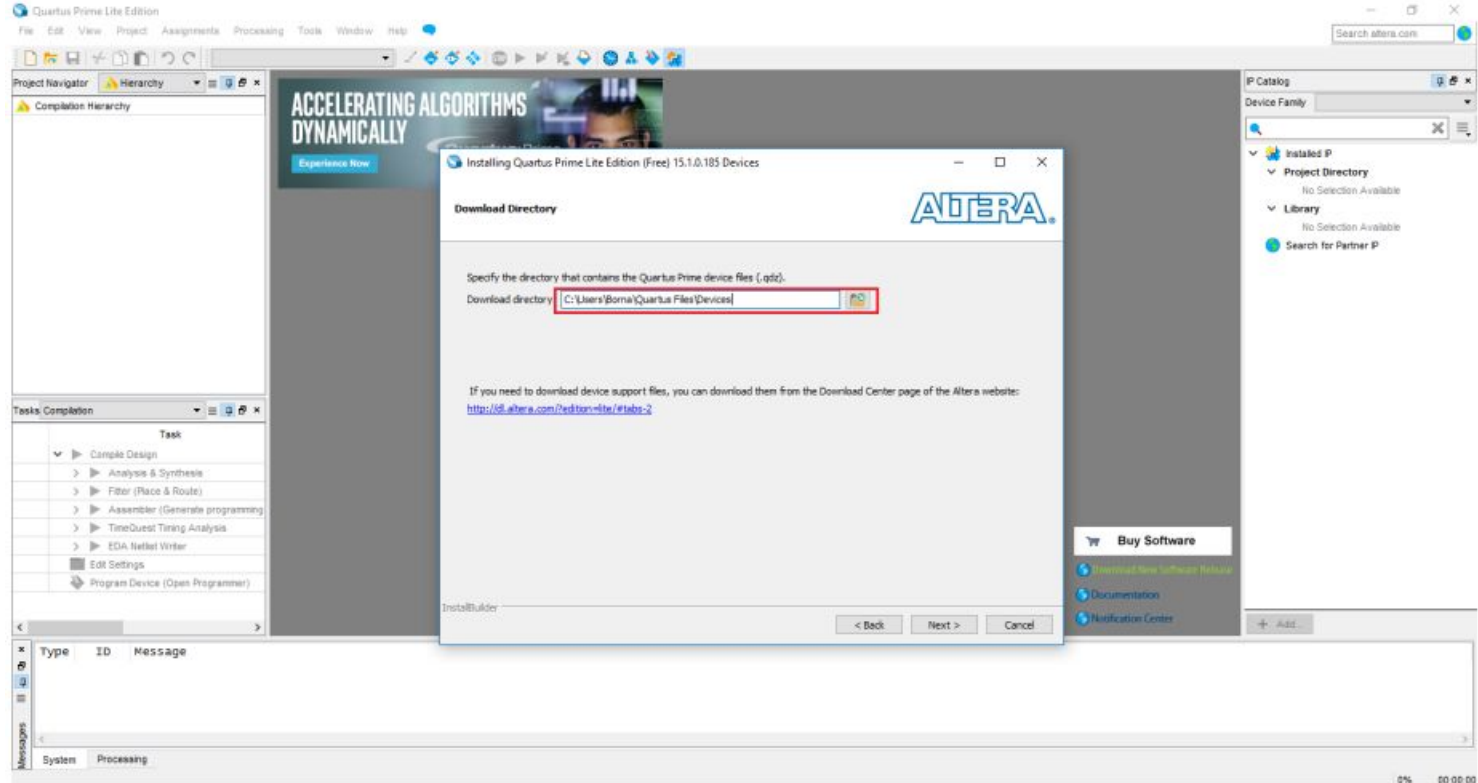 Quartus Prime Lite Edition
File Edit View Project Assignments Processing Tools Window Help
Search altera.com
Project Navigator Hierarchy
Compilation Hierarchy
ACCELERATING ALGORITHMS
DYNAMICALLY
Experience Now
Installing Quartus Prime Lite Edition (Free) 15.1.0.185 Devices
Download Directory
ALTERA
Specify the directory that contains the Quartus Prime device files (.qdz).
Download directory C:\Users\Borna\Quartus Files\Devices
If you need to download device support files, you can download them from the Download Center page of the Altera website:
http://dl.altera.com/?edition=lite/#tabs-2
InstallBuilder
< Back Next > Cancel
IP Catalog
Device Family
Installed IP
Project Directory
No Selection Available
Library
No Selection Available
Search for Partner IP
+ Add...
Buy Software
Download New Software Release
Documentation
Notification Center
Tasks Compilation
Task
Compile Design
Analysis & Synthesis
Fitter (Place & Route)
Assembler (Generate programming
TimeQuest Timing Analysis
EDA Netlist Writer
Edit Settings
Program Device (Open Programmer)
Type ID Message
Messages
System Processing
0% 00:00:00